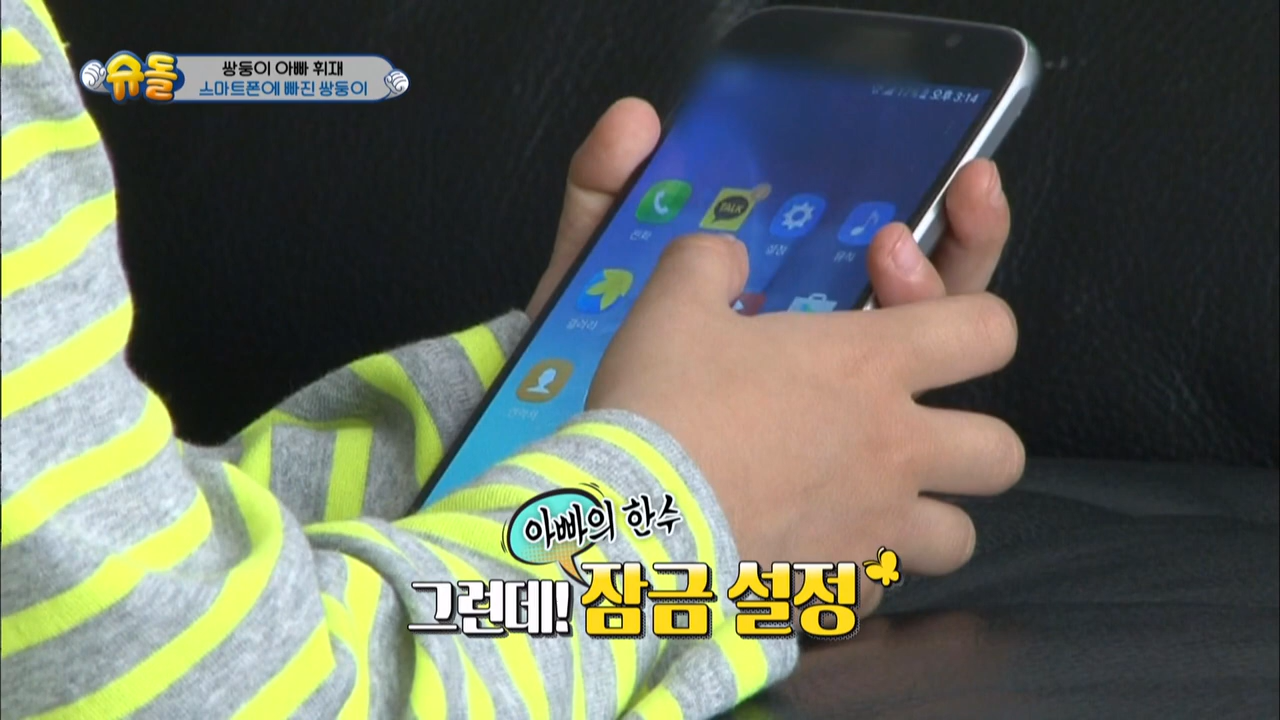 슈돌
쌍둥이 아빠 휘재
스마트폰에 빠진 쌍둥이
오후 3:14
TALK
전화
설정
뮤직
갤러리
연락처
아빠의 한수
그런데! 잠금 설정